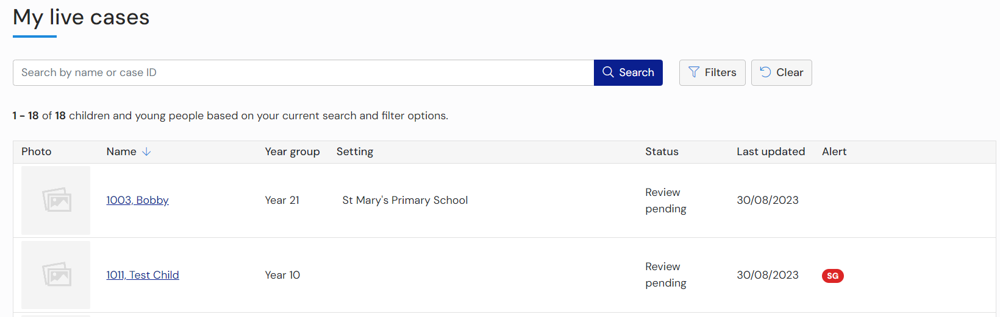 My live cases
Search by name or case ID
Search
Filters
Clear
1 - 18 of 18 children and young people based on your current search and filter options.
Photo Name Year group Setting Status Last updated Alert
1003, Bobby Year 21 St Mary's Primary School Review pending 30/08/2023
1011, Test Child Year 10 Review pending 30/08/2023 SG